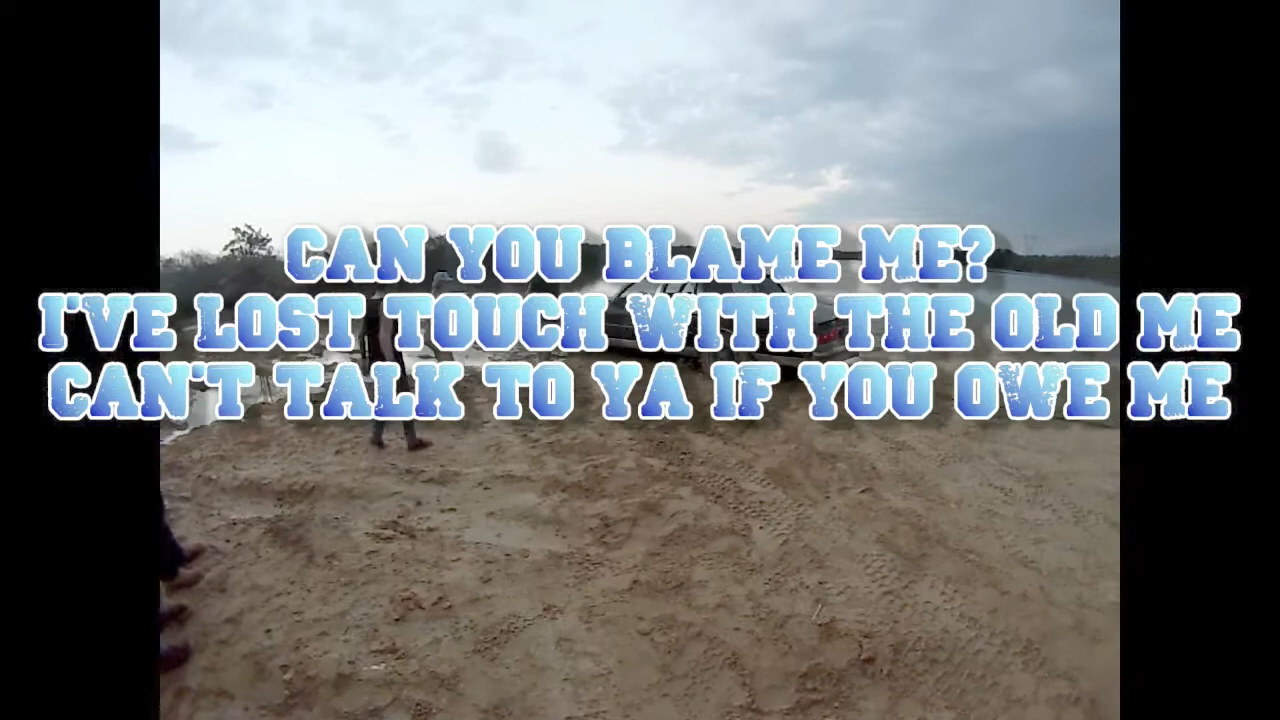 CAN YOU BLAME ME?
I'VE LOST TOUCH WITH THE OLD ME
CAN'T TALK TO YA IF YOU OWE ME